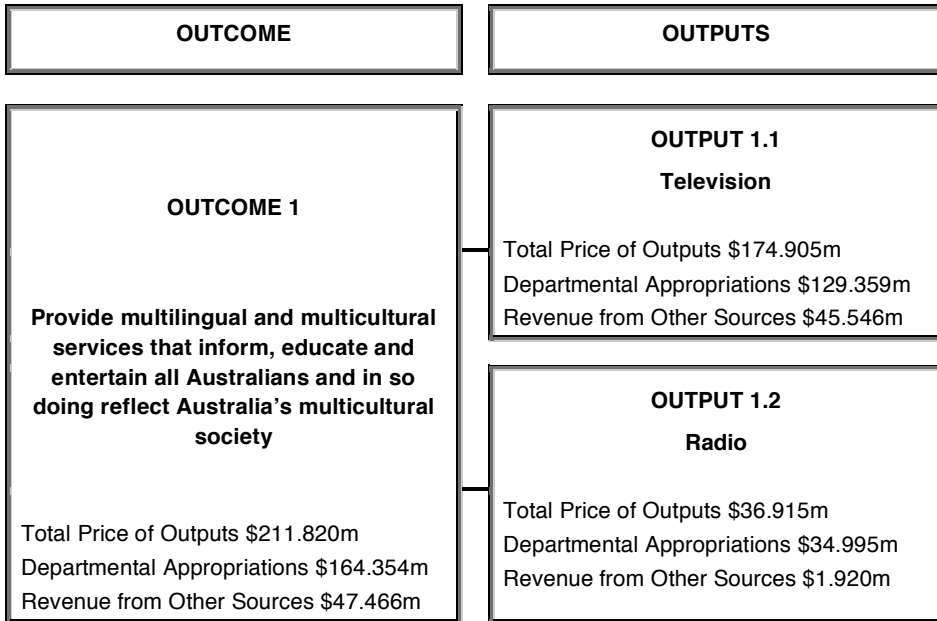 OUTCOME
OUTPUTS
OUTCOME 1
Provide multilingual and multicultural
services that inform, educate and
entertain all Australians and in so
doing reflect Australia’s multicultural
society
Total Price of Outputs $211.820m
Departmental Appropriations $164.354m
Revenue from Other Sources $47.466m
OUTPUT 1.1
Television
Total Price of Outputs $174.905m
Departmental Appropriations $129.359m
Revenue from Other Sources $45.546m
OUTPUT 1.2
Radio
Total Price of Outputs $36.915m
Departmental Appropriations $34.995m
Revenue from Other Sources $1.920m